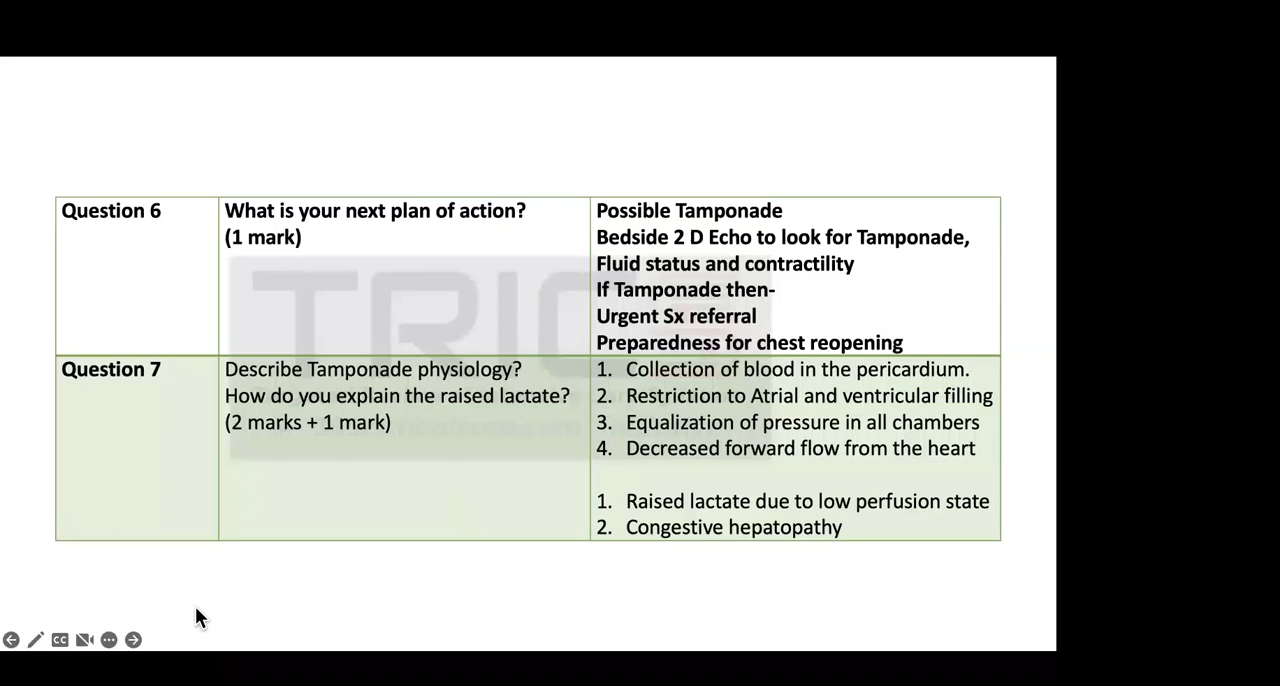 Question 6
What is your next plan of action?
(1 mark)
Possible Tamponade
Bedside 2 D Echo to look for Tamponade,
Fluid status and contractility
If Tamponade then-
Urgent Sx referral
Preparedness for chest reopening
Question 7
Describe Tamponade physiology?
How do you explain the raised lactate?
(2 marks + 1 mark)
1. Collection of blood in the pericardium.
2. Restriction to Atrial and ventricular filling
3. Equalization of pressure in all chambers
4. Decreased forward flow from the heart
1. Raised lactate due to low perfusion state
2. Congestive hepatopathy
CC